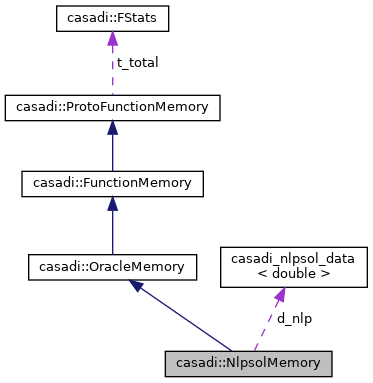 casadi::FStats
t_total
casadi::ProtoFunctionMemory
casadi::FunctionMemory
casadi::OracleMemory
casadi_nlpsol_data
< double >
d_nlp
casadi::NlpsolMemory